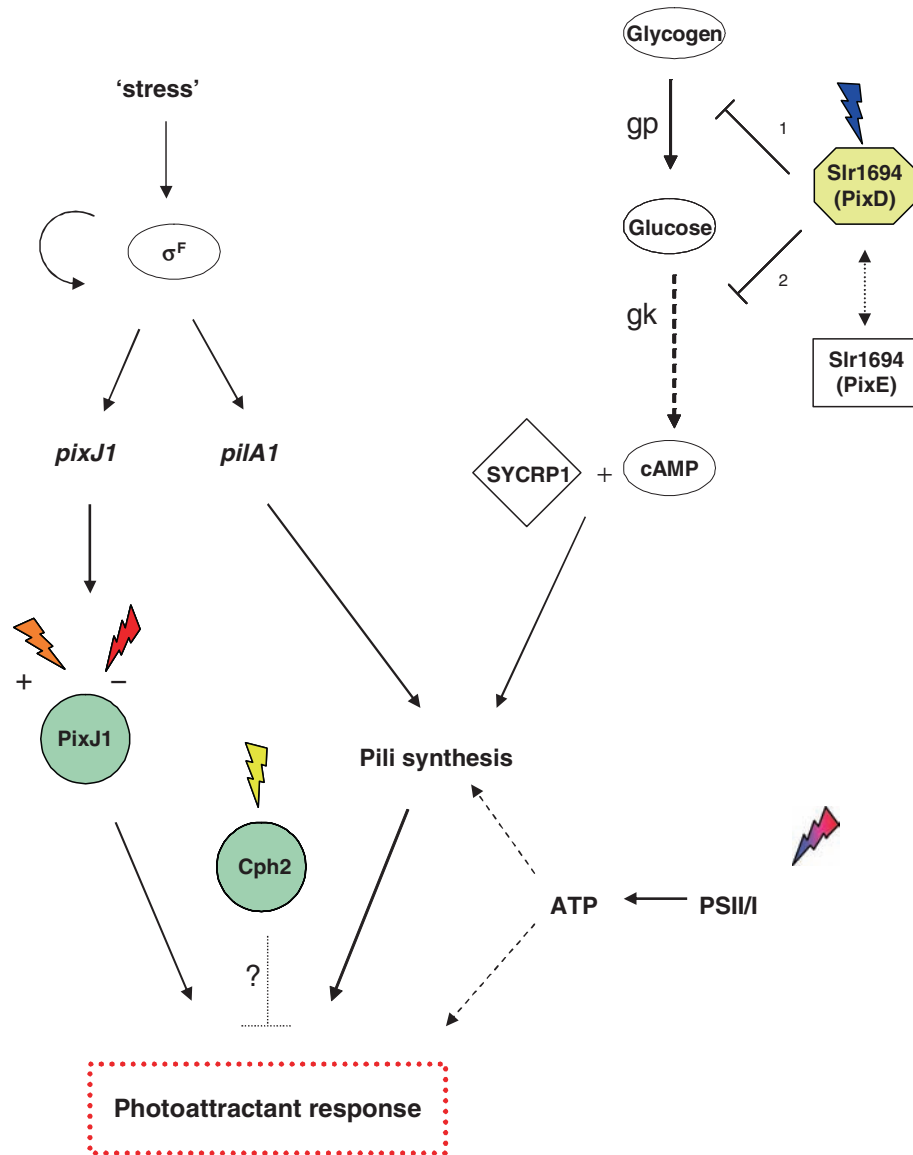 Glycogen
'stress'
gp
1
Slr1694
(PixD)
σF
Glucose
2
gk
Slr1694
(PixE)
pixJ1
pilA1
SYCRP1
+
cAMP
+
−
PixJ1
Pili synthesis
Cph2
ATP
PSII/I
?
Photoattractant response